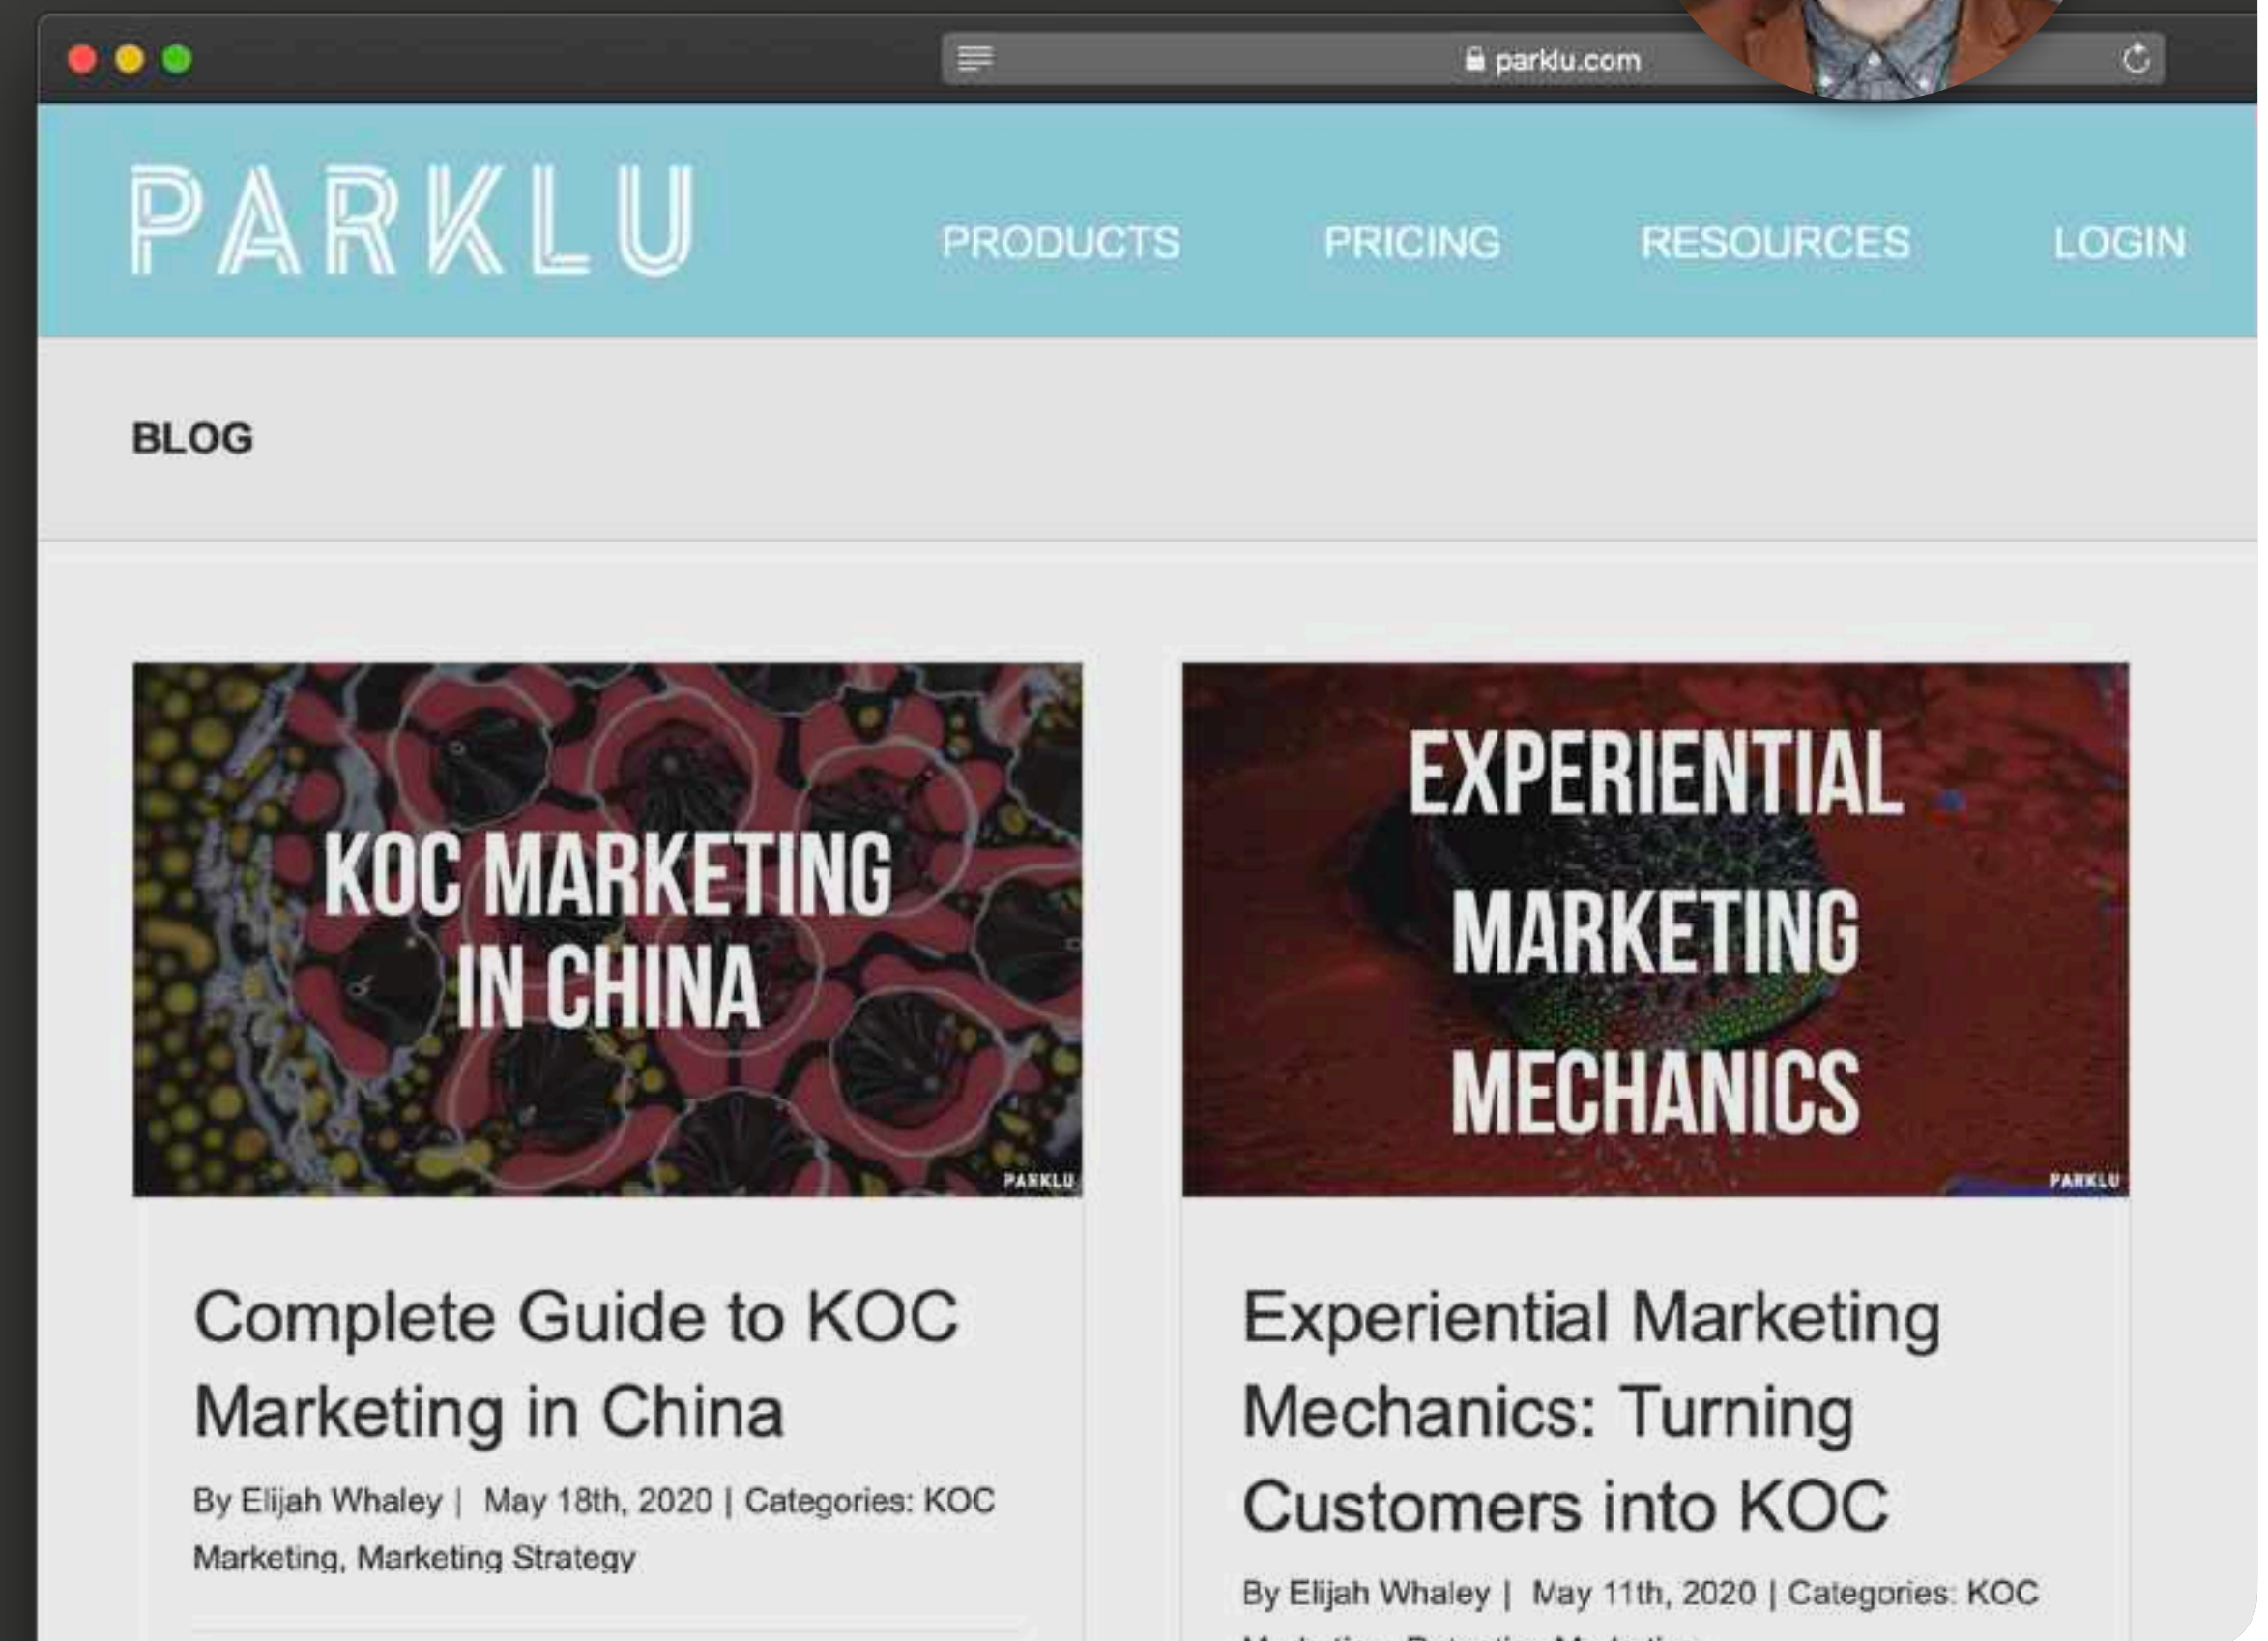 parklu.com
PARKLU
PRODUCTS PRICING RESOURCES LOGIN
BLOG
KOC MARKETING
IN CHINA
PARKLU
Complete Guide to KOC
Marketing in China
By Elijah Whaley | May 18th, 2020 | Categories: KOC
Marketing, Marketing Strategy
EXPERIENTIAL
MARKETING
MECHANICS
PARKLU
Experiential Marketing
Mechanics: Turning
Customers into KOC
By Elijah Whaley | May 11th, 2020 | Categories: KOC